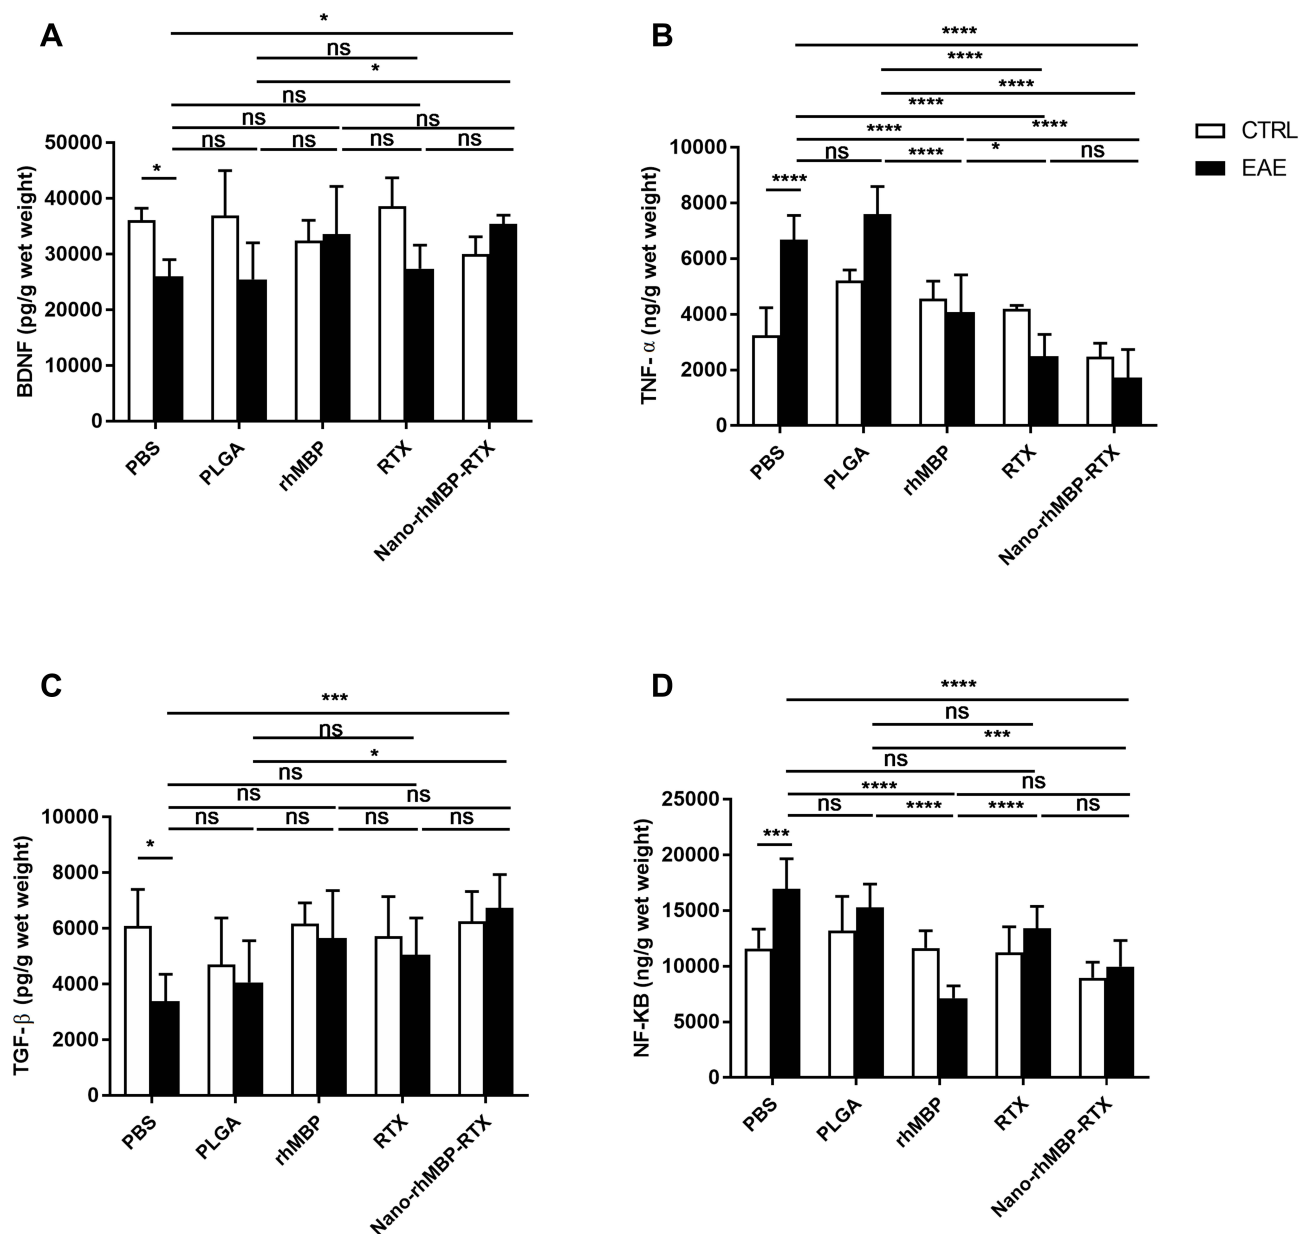 A
*
ns
*
ns
ns
ns
ns
ns
ns
ns
*
50000
40000
30000
20000
10000
0
BDNF (pg/g wet weight)
PBS
PLGA
rhMBP
RTX
Nano-rhMBP-RTX
B
****
****
****
****
****
****
ns
****
*
ns
****
10000
8000
6000
4000
2000
0
TNF- α (ng/g wet weight)
PBS
PLGA
rhMBP
RTX
Nano-rhMBP-RTX
CTRL
EAE
C
***
ns
*
ns
ns
ns
ns
ns
ns
ns
*
10000
8000
6000
4000
2000
0
TGF- β (pg/g wet weight)
PBS
PLGA
rhMBP
RTX
Nano-rhMBP-RTX
D
****
ns
***
ns
****
ns
ns
****
****
ns
***
25000
20000
15000
10000
5000
0
NF-KB (ng/g wet weight)
PBS
PLGA
rhMBP
RTX
Nano-rhMBP-RTX